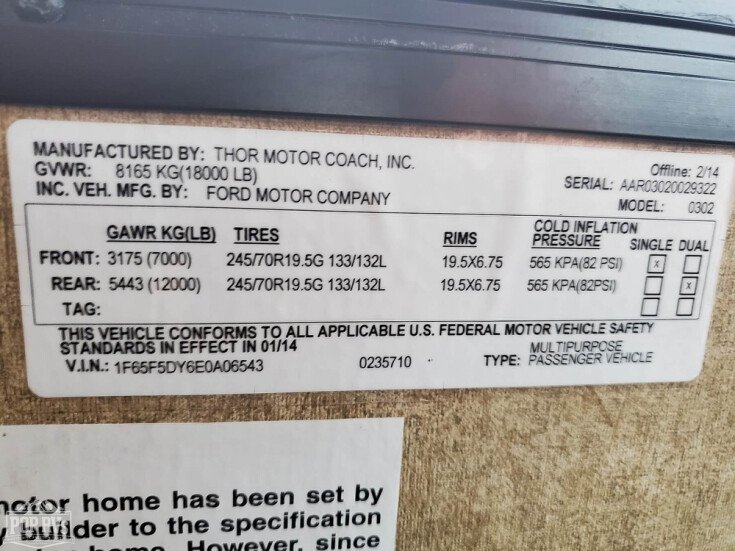 MANUFACTURED BY: THOR MOTOR COACH, INC.
GVWR: 8165 KG(18000 LB) Offline: 2/14
INC. VEH. MFG. BY: FORD MOTOR COMPANY SERIAL: AAR03020029322
MODEL: 0302
GAWR KG(LB) TIRES RIMS COLD INFLATION PRESSURE SINGLE DUAL
FRONT: 3175 (7000) 245/70R19.5G 133/132L 19.5X6.75 565 KPA(82 PSI) x
REAR: 5443 (12000) 245/70R19.5G 133/132L 19.5X6.75 565 KPA(82PSI) x
TAG:
THIS VEHICLE CONFORMS TO ALL APPLICABLE U.S. FEDERAL MOTOR VEHICLE SAFETY
STANDARDS IN EFFECT IN 01/14
V.I.N.: 1F65F5DY6E0A06543 0235710 TYPE: MULTIPURPOSE
PASSENGER VEHICLE
motor home has been set by
y builder to the specification
home. However, since
POP RVs